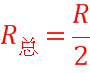 R总 = R/2